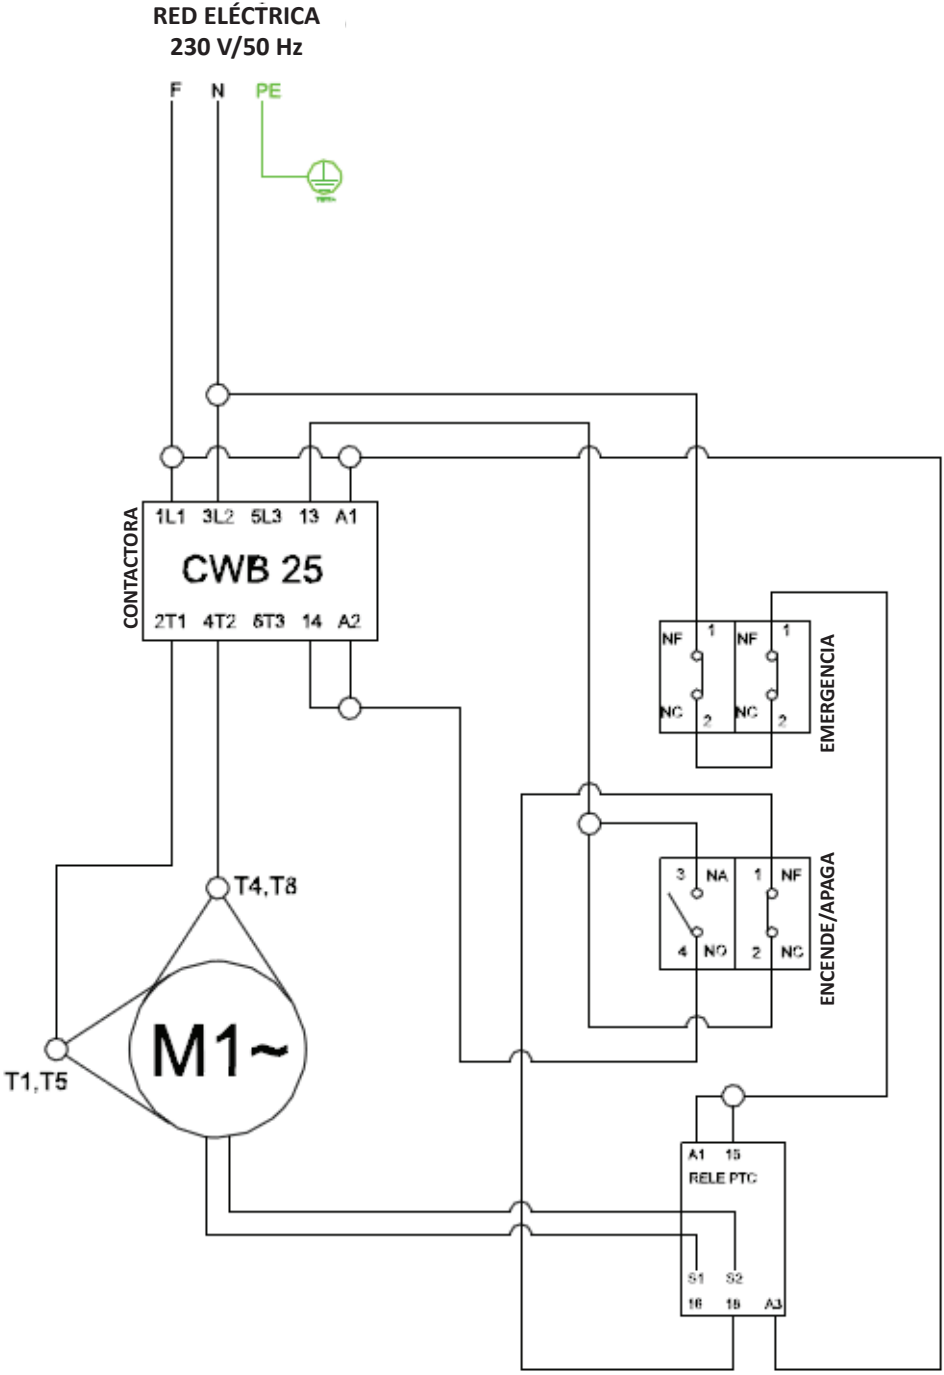 RED ELÉCTRICA
230 V/50 Hz
F N PE
CONTACTORA
1L1 3L2 5L3 13 A1
CWB 25
2T1 4T2 6T3 14 A2
EMERGENCIA
NF 1 NF 1
NC 2 NC 2
T4,T8
ENCENDE/APAGA
3 NA 1 NF
4 NO 2 NC
M1~
T1,T5
A1 15
RELE PTC
S1 S2
16 18 A3